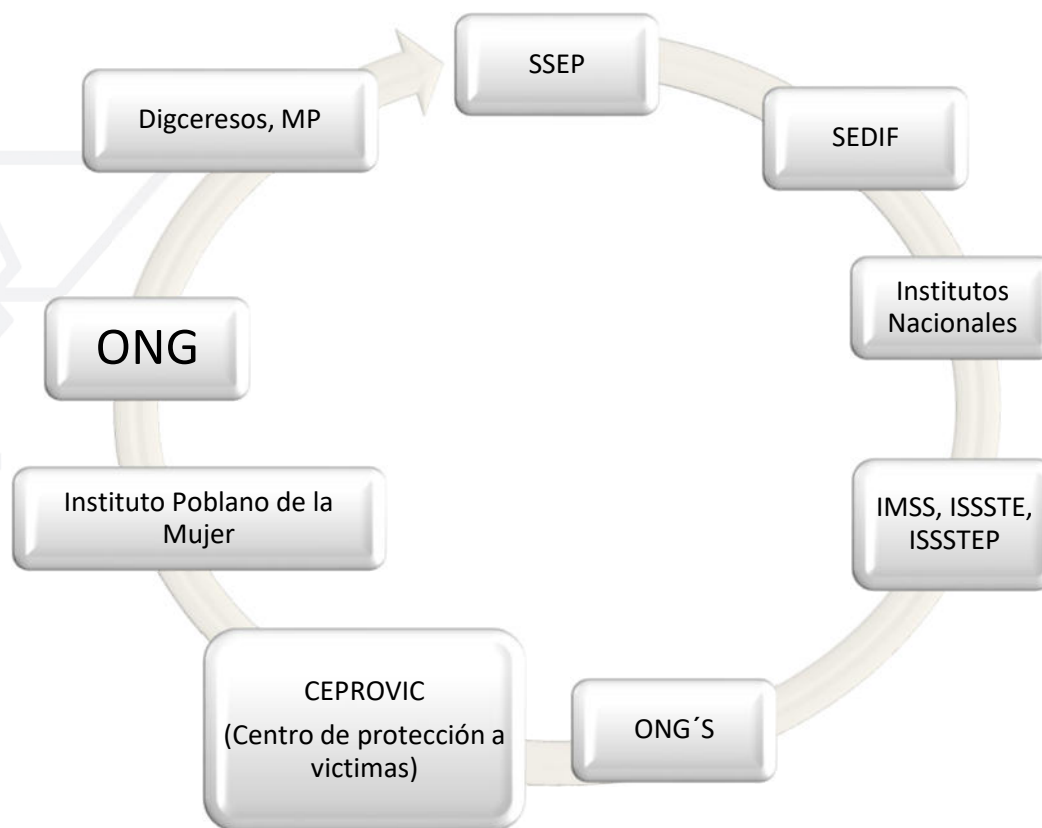 SSEP
SEDIF
Institutos
Nacionales
IMSS, ISSSTE,
ISSSTEP
ONG´S
CEPROVIC
(Centro de protección a
victimas)
Instituto Poblano de la
Mujer
ONG
Digceresos, MP